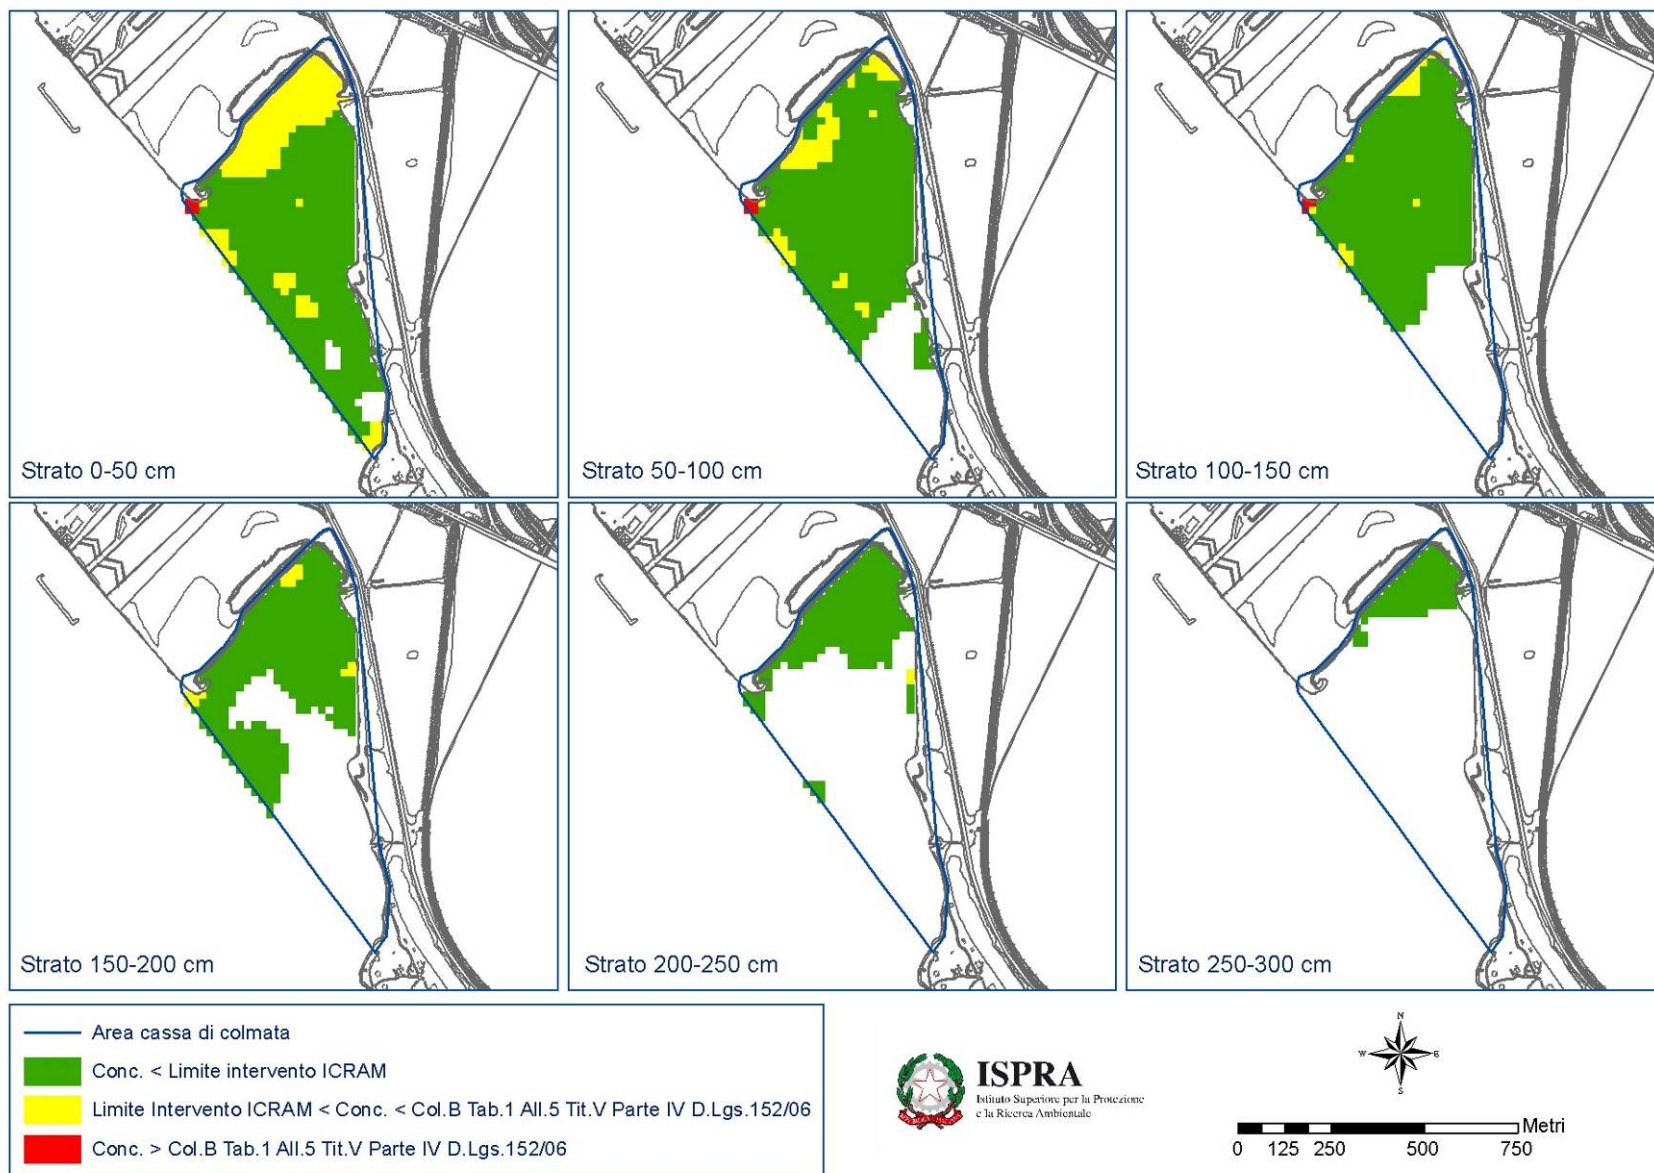 Strato 0-50 cm
Strato 50-100 cm
Strato 100-150 cm
Strato 150-200 cm
Strato 200-250 cm
Strato 250-300 cm
Area cassa di colmata
Conc. < Limite intervento ICRAM
Limite Intervento ICRAM < Conc. < Col.B Tab.1 All.5 Tit.V Parte IV D.Lgs.152/06
Conc. > Col.B Tab.1 All.5 Tit.V Parte IV D.Lgs.152/06
ISPRA
Istituto Superiore per la Protezione
e la Ricerca Ambientale
N
W E
S
Metri
0 125 250 500 750